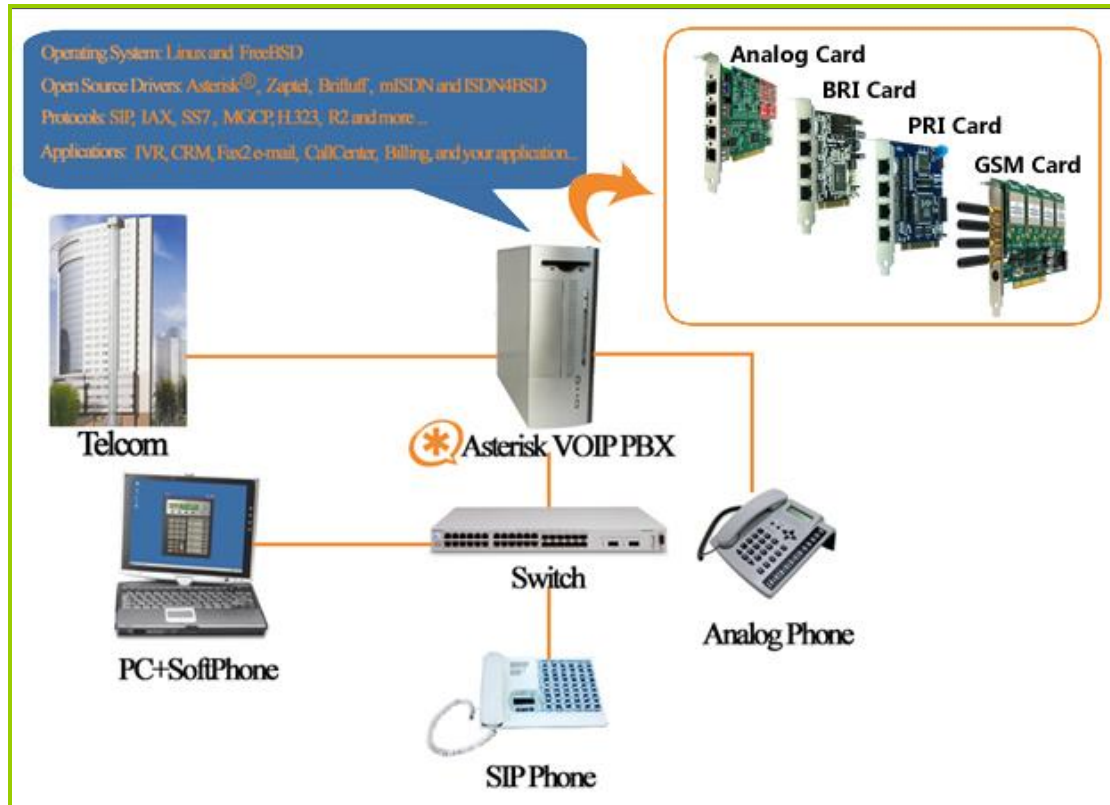 Operating System: Linux and FreeBSD
Open Source Drivers: Asterisk®, Zaptel, Brifluff, mISDN and ISDN4BSD
Protocols: SIP, IAX, SS7, MGCP, H.323, R2 and more ...
Applications: IVR, CRM, Fax2 e-mail, CallCenter, Billing, and your application...
Analog Card
BRI Card
PRI Card
GSM Card
Telcom
Asterisk VOIP PBX
Switch
PC+SoftPhone
Analog Phone
SIP Phone